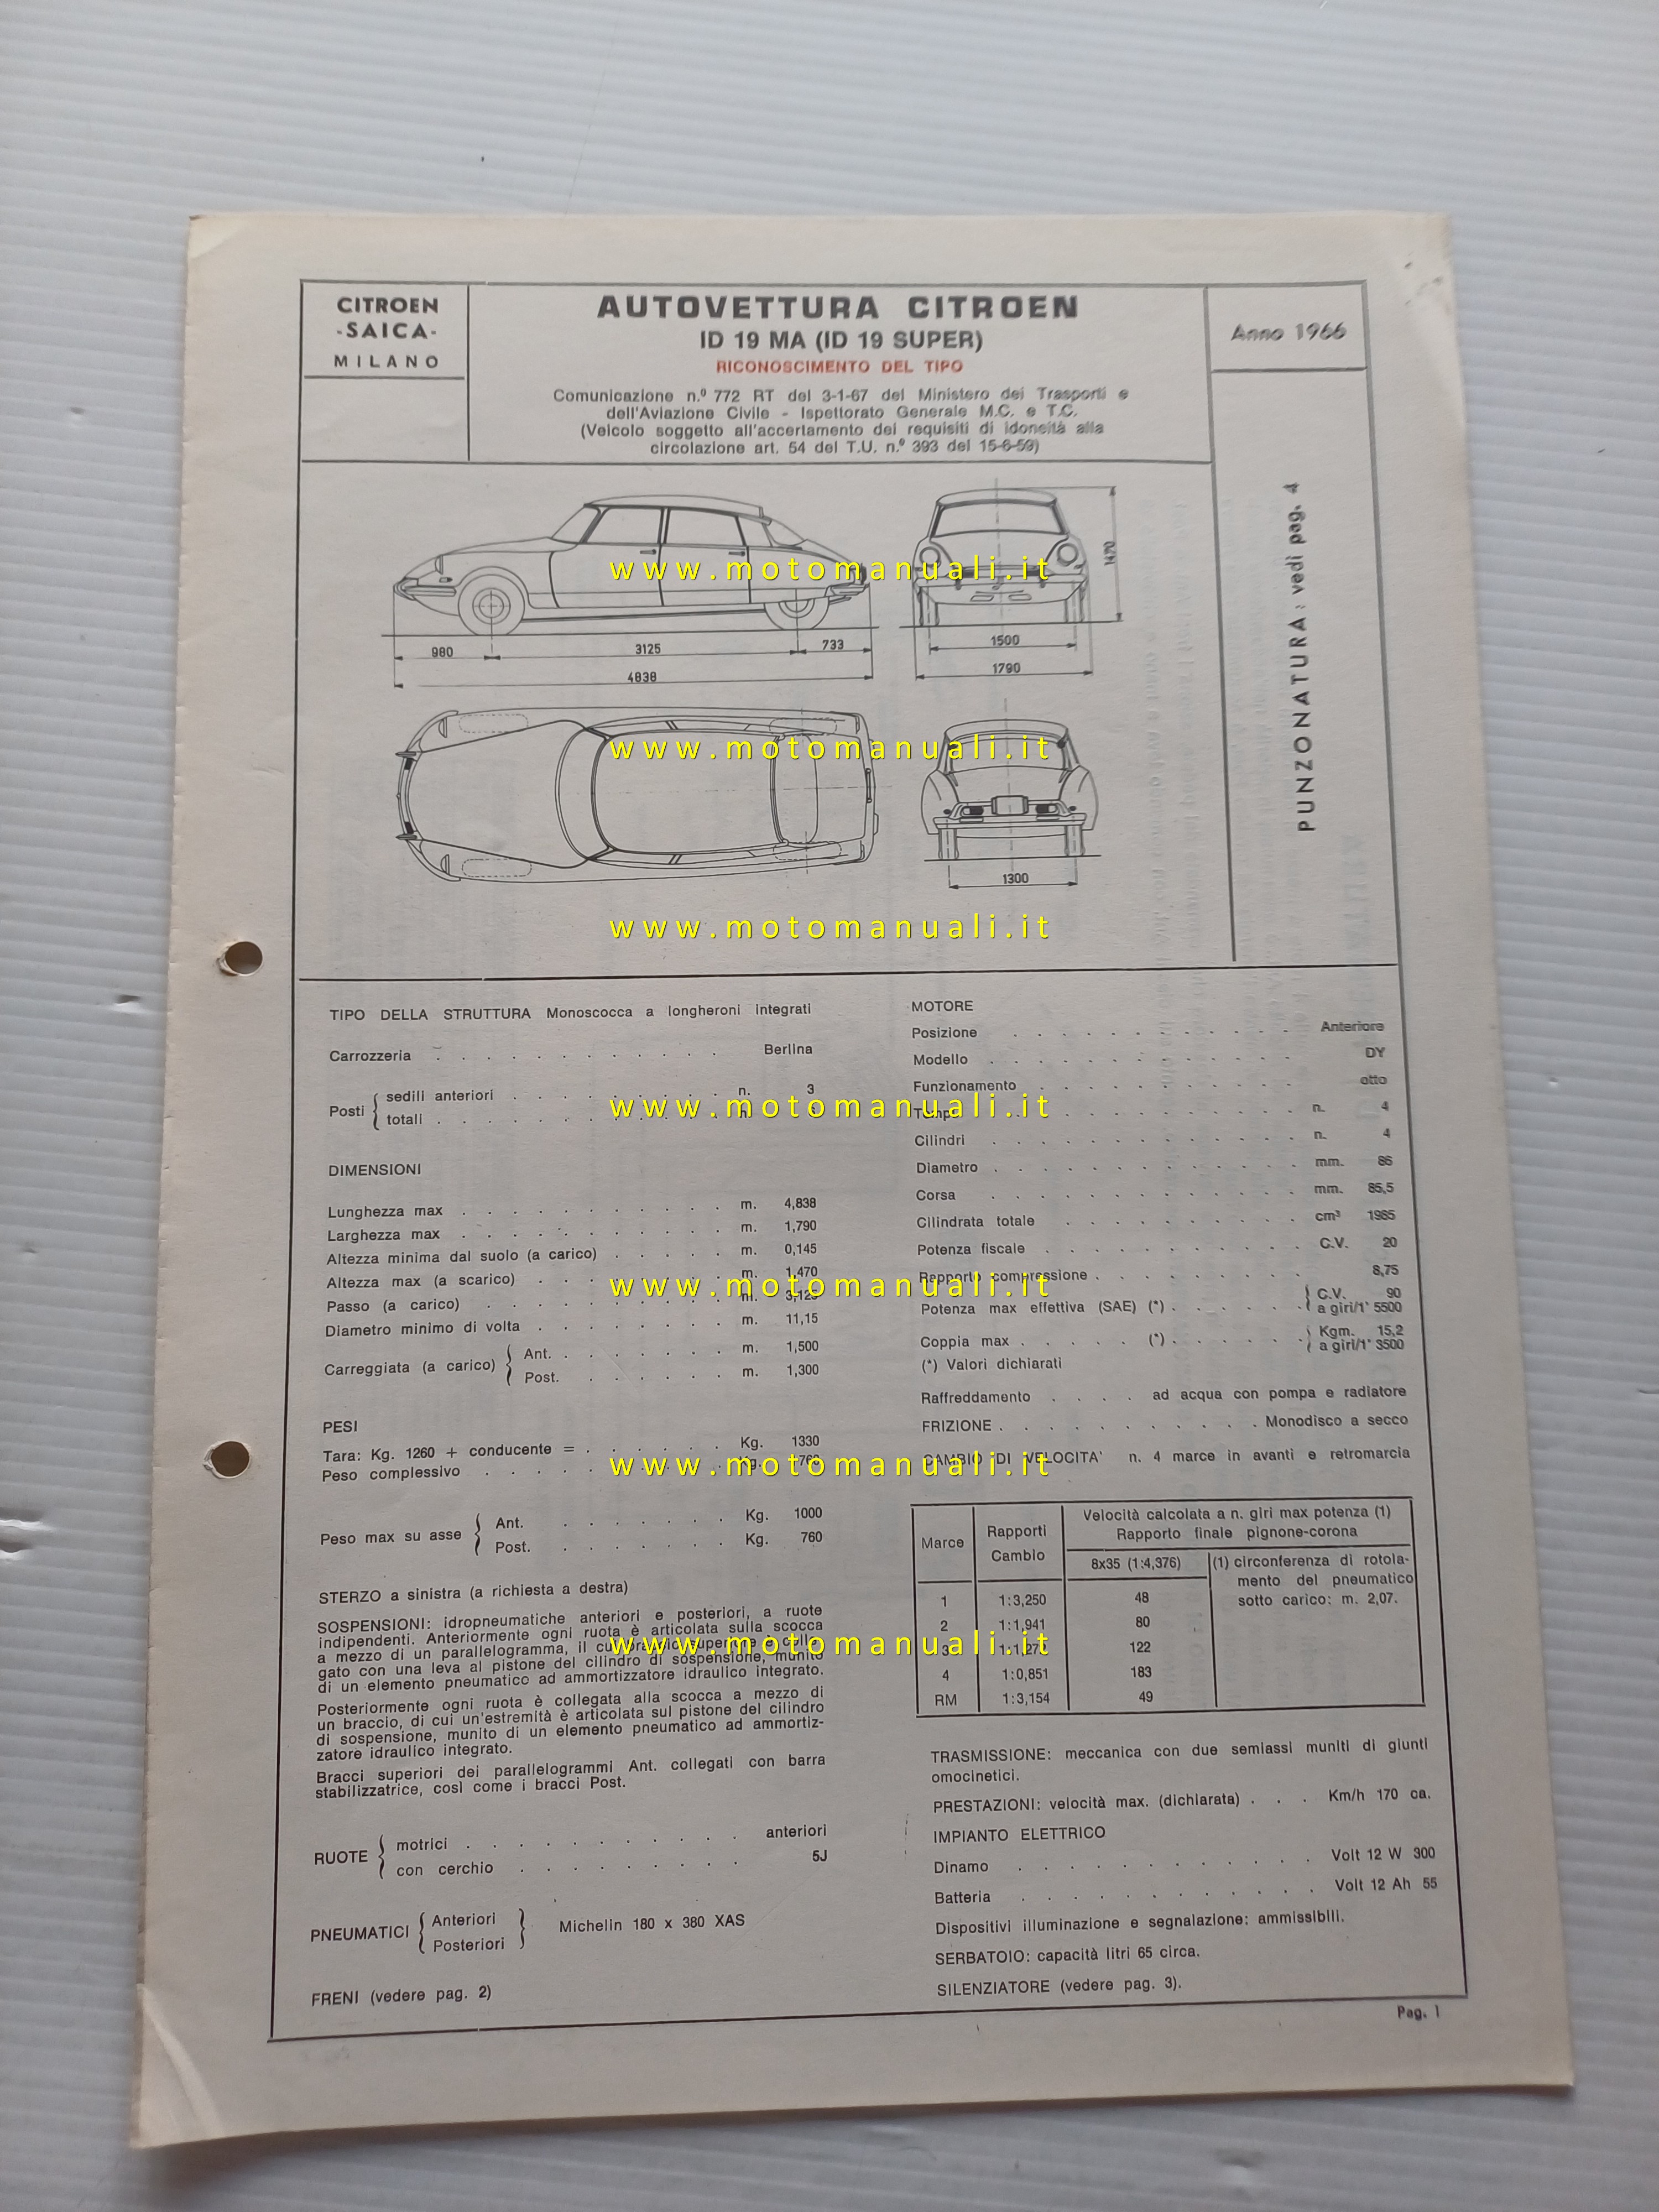 CITROEN
-SAICA-
MILANO
AUTOVETTURA CITROEN
ID 19 MA (ID 19 SUPER)
RICONOSCIMENTO DEL TIPO
Comunicazione n.º 772 RT del 3-1-67 del Ministero dei Trasporti e
dell'Aviazione Civile - Ispettorato Generale M.C. e T.C.
(Veicolo soggetto all'accertamento dei requisiti di idoneità alla
circolazione art. 54 del T.U. n.º 393 del 15-6-59)
Anno 1966
PUNZONATURA: vedi pag. 4
1470
980
3125
733
4838
1500
1790
1300
www.motomanuali.it
www.motomanuali.it
www.motomanuali.it
www.motomanuali.it
www.motomanuali.it
www.motomanuali.it
www.motomanuali.it
TIPO DELLA STRUTTURA Monoscocca a longheroni integrati
Carrozzeria . . . . . . . . . . . . Berlina
Posti
sedili anteriori . . . . . . . . . n. 3
totali . . . . . . . . . . . n.
DIMENSIONI
Lunghezza max . . . . . . . . . . . m. 4,838
Larghezza max . . . . . . . . . . . m. 1,790
Altezza minima dal suolo (a carico) . . . . . m. 0,145
Altezza max (a scarico) . . . . . . . . m. 1,470
Passo (a carico) . . . . . . . . . . m. 3,125
Diametro minimo di volta . . . . . . . . m. 11,15
Carreggiata (a carico)
Ant. . . . . . . . m. 1,500
Post. . . . . . . m. 1,300
PESI
Tara: Kg. 1260 + conducente = . . . . . . Kg. 1330
Peso complessivo . . . . . . . . . . Kg.
Peso max su asse
Ant. . . . . . . . Kg. 1000
Post. . . . . . . . Kg. 760
STERZO a sinistra (a richiesta a destra)
SOSPENSIONI: idropneumatiche anteriori e posteriori, a ruote
indipendenti. Anteriormente ogni ruota è articolata sulla scocca
a mezzo di un parallelogramma, il cui braccio superiore è colle-
gato con una leva al pistone del cilindro di sospensione, munito
di un elemento pneumatico ad ammortizzatore idraulico integrato.
Posteriormente ogni ruota è collegata alla scocca a mezzo di
un braccio, di cui un'estremità è articolata sul pistone del cilindro
di sospensione, munito di un elemento pneumatico ad ammortiz-
zatore idraulico integrato.
Bracci superiori dei parallelogrammi Ant. collegati con barra
stabilizzatrice, così come i bracci Post.
RUOTE
motrici . . . . . . . . . . . anteriori
con cerchio . . . . . . . . . 5J
PNEUMATICI
Anteriori
Posteriori
Michelin 180 x 380 XAS
FRENI (vedere pag. 2)
MOTORE
Posizione . . . . . . . . . . . . Anteriore
Modello . . . . . . . . . . . . . DY
Funzionamento . . . . . . . . . . . otto
Tempi . . . . . . . . . . . . n. 4
Cilindri . . . . . . . . . . . . . n. 4
Diametro . . . . . . . . . . . . . mm. 86
Corsa . . . . . . . . . . . . . mm. 85,5
Cilindrata totale . . . . . . . . . . cm³ 1985
Potenza fiscale . . . . . . . . . . . C.V. 20
Rapporto compressione . . . . . . . . . 8,75
Potenza max effettiva (SAE) (*) . . . . . . C.V. 90
a giri/1' 5500
Coppia max . . . . . (*) . . . . . . Kgm. 15,2
a giri/1' 3500
(*) Valori dichiarati
Raffreddamento . . . . ad acqua con pompa e radiatore
FRIZIONE . . . . . . . . . . . Monodisco a secco
CAMBIO DI VELOCITA' n. 4 marce in avanti e retromarcia
Marce
Rapporti
Cambio
Velocità calcolata a n. giri max potenza (1)
Rapporto finale pignone-corona
8x35 (1:4,376)
(1) circonferenza di rotola-
mento del pneumatico
sotto carico: m. 2,07.
1 1:3,250 48
2 1:1,941 80
3 122
4 1:0,851 183
RM 1:3,154 49
TRASMISSIONE: meccanica con due semiassi muniti di giunti
omocinetici.
PRESTAZIONI: velocità max. (dichiarata) . . . Km/h 170 ca.
IMPIANTO ELETTRICO
Dinamo . . . . . . . . . . . . Volt 12 W 300
Batteria . . . . . . . . . . . . Volt 12 Ah 55
Dispositivi illuminazione e segnalazione: ammissibili.
SERBATOIO: capacità litri 65 circa.
SILENZIATORE (vedere pag. 3).
Pag. 1